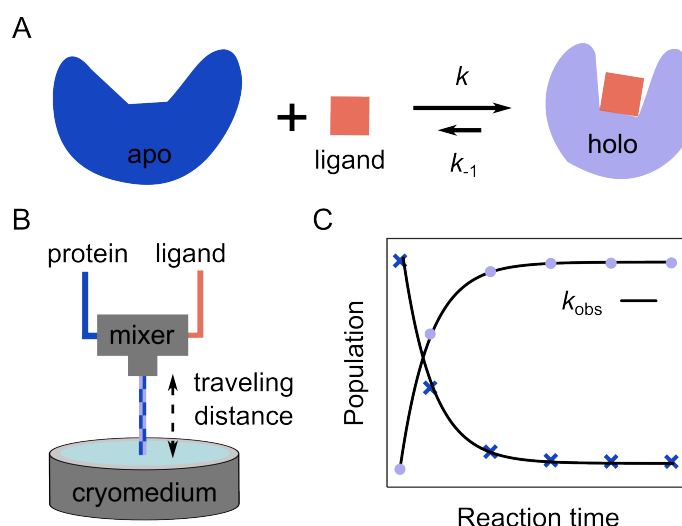 A
apo
+
ligand
k
k-1
holo
B
protein
ligand
mixer
traveling
distance
cryomedium
C
Population
kobs
Reaction time